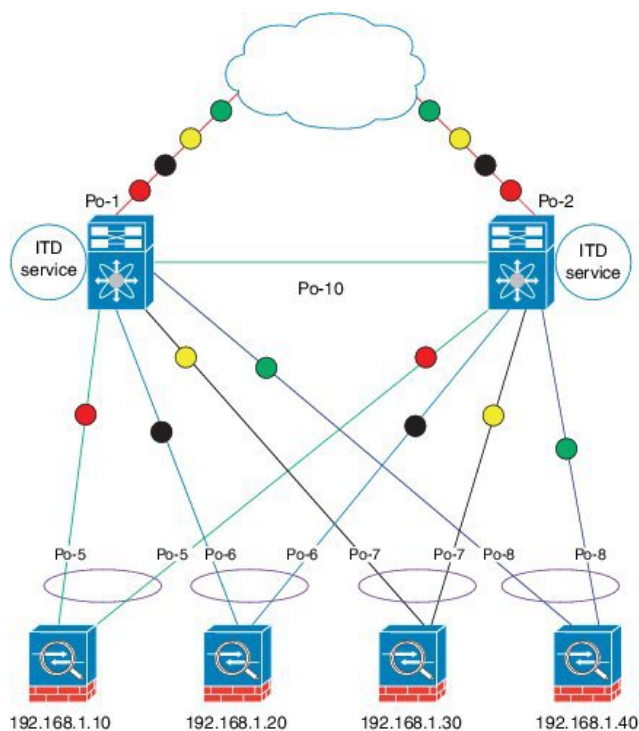 Po-1
Po-2
ITD
service
ITD
service
Po-10
Po-5
Po-5
Po-6
Po-6
Po-7
Po-7
Po-8
Po-8
192.168.1.10
192.168.1.20
192.168.1.30
192.168.1.40